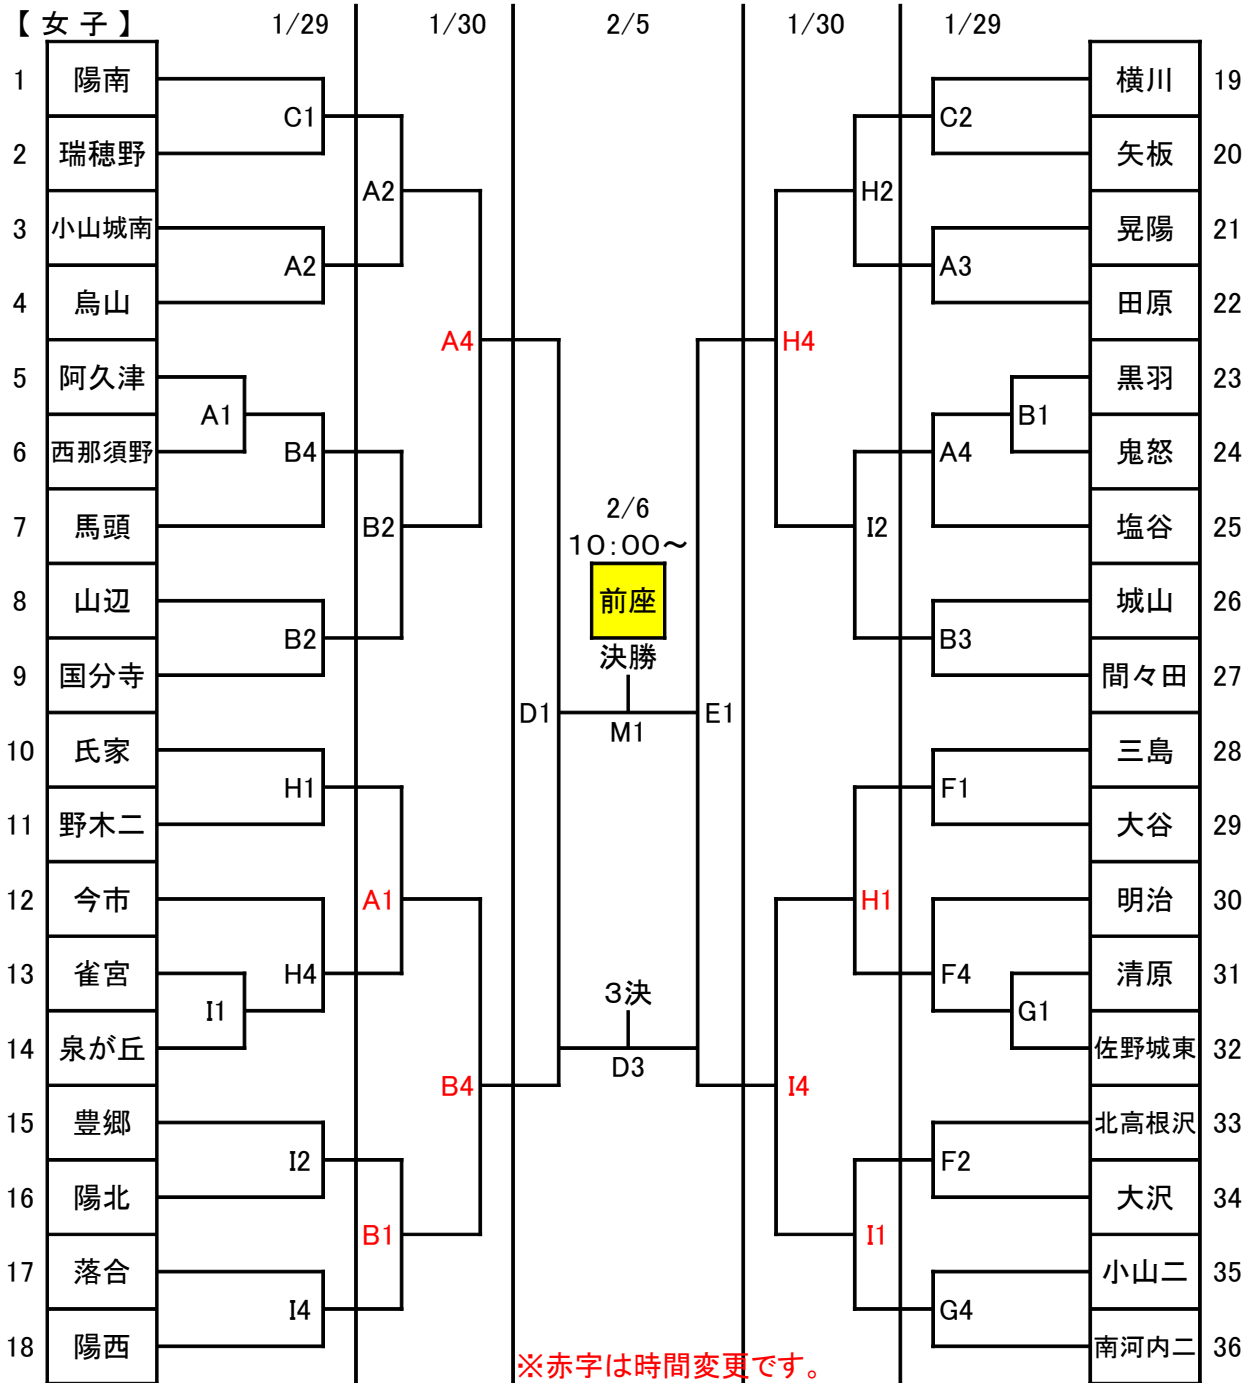 【 女 子 】 1/29 1/30 2/5 1/30 1/29
1 陽南 横川 19
C1 C2
2 瑞穂野 矢板 20
A2 H2
3 小山城南 晃陽 21
A2 A3
4 烏山 田原 22
A4 H4
5 阿久津 黒羽 23
A1 B1
6 西那須野 B4 A4 鬼怒 24
2/6
7 馬頭 B2 I2 塩谷 25
10:00～
8 山辺 前座 城山 26
B2 B3
決勝
9 国分寺 間々田 27
D1 E1
M1
10 氏家 三島 28
H1 F1
11 野木二 大谷 29
12 今市 A1 H1 明治 30
13 雀宮 H4 F4 清原 31
3決
I1 G1
14 泉が丘 佐野城東 32
D3
B4 I4
15 豊郷 北高根沢 33
I2 F2
16 陽北 大沢 34
B1 I1
17 落合 小山二 35
I4 G4
18 陽西 南河内二 36
※赤字は時間変更です。